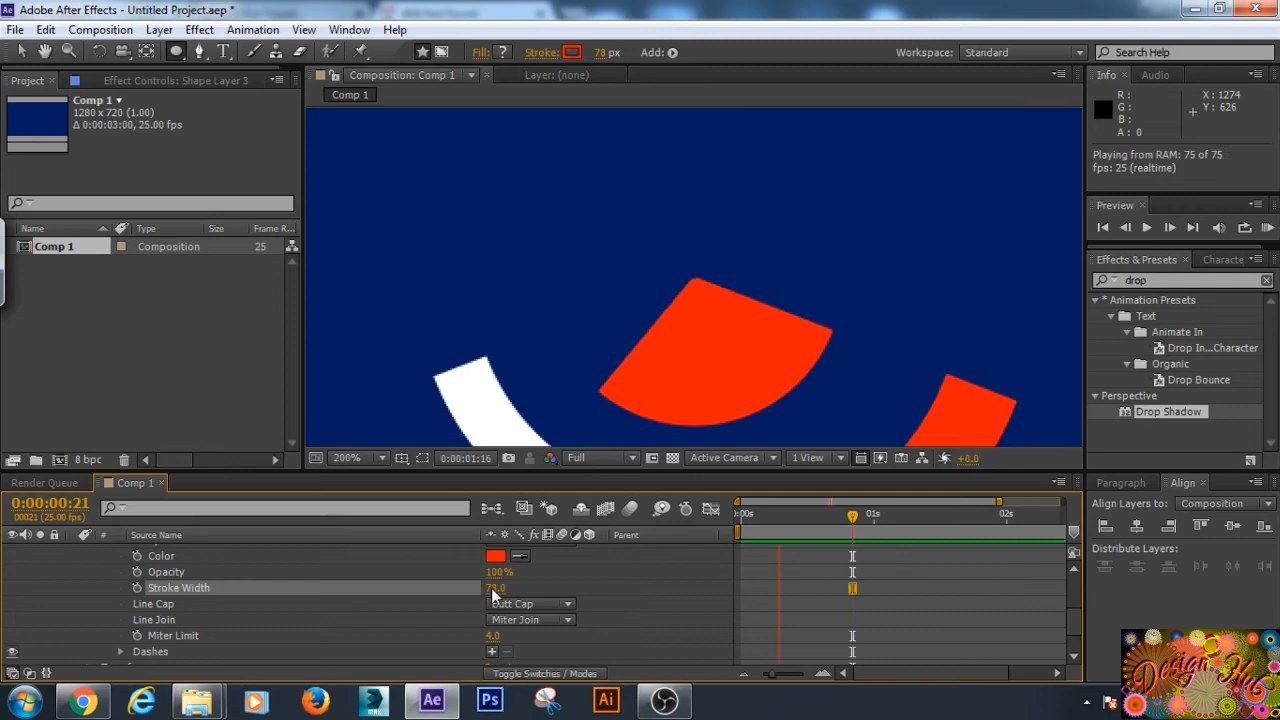 Adobe After Effects - Untitled Project.aep *
File Edit Composition Layer Effect Animation View Window Help
Fill: ? Stroke: 78 px Add: Workspace: Standard Search Help
Project Effect Controls: Shape Layer 3
Comp 1
1280 x 720 (1.00)
Δ 0:00:03:00, 25.00 fps
Name Type Size Frame R...
Comp 1 Composition 25
8 bpc
Composition: Comp 1 Layer: (none)
Comp 1
200% 0:00:01:16 Full Active Camera 1 View +0.0
Info Audio
R: X: 1274
G: Y: 626
B:
A: 0
Playing from RAM: 75 of 75
fps: 25 (realtime)
Preview
Effects & Presets Characte
drop
* Animation Presets
Text
Animate In
Drop In...Character
Organic
Drop Bounce
Perspective
Drop Shadow
Render Queue Comp 1
0:00:00:21
00021 (25.00 fps)
# Source Name Parent
:00s 01s 02s
Color
Opacity 100%
Stroke Width
Line Cap Butt Cap
Line Join Miter Join
Miter Limit 4.0
Dashes
Toggle Switches / Modes
Paragraph Align
Align Layers to: Composition
Distribute Layers:
Ae Ps Ai
Design Hub